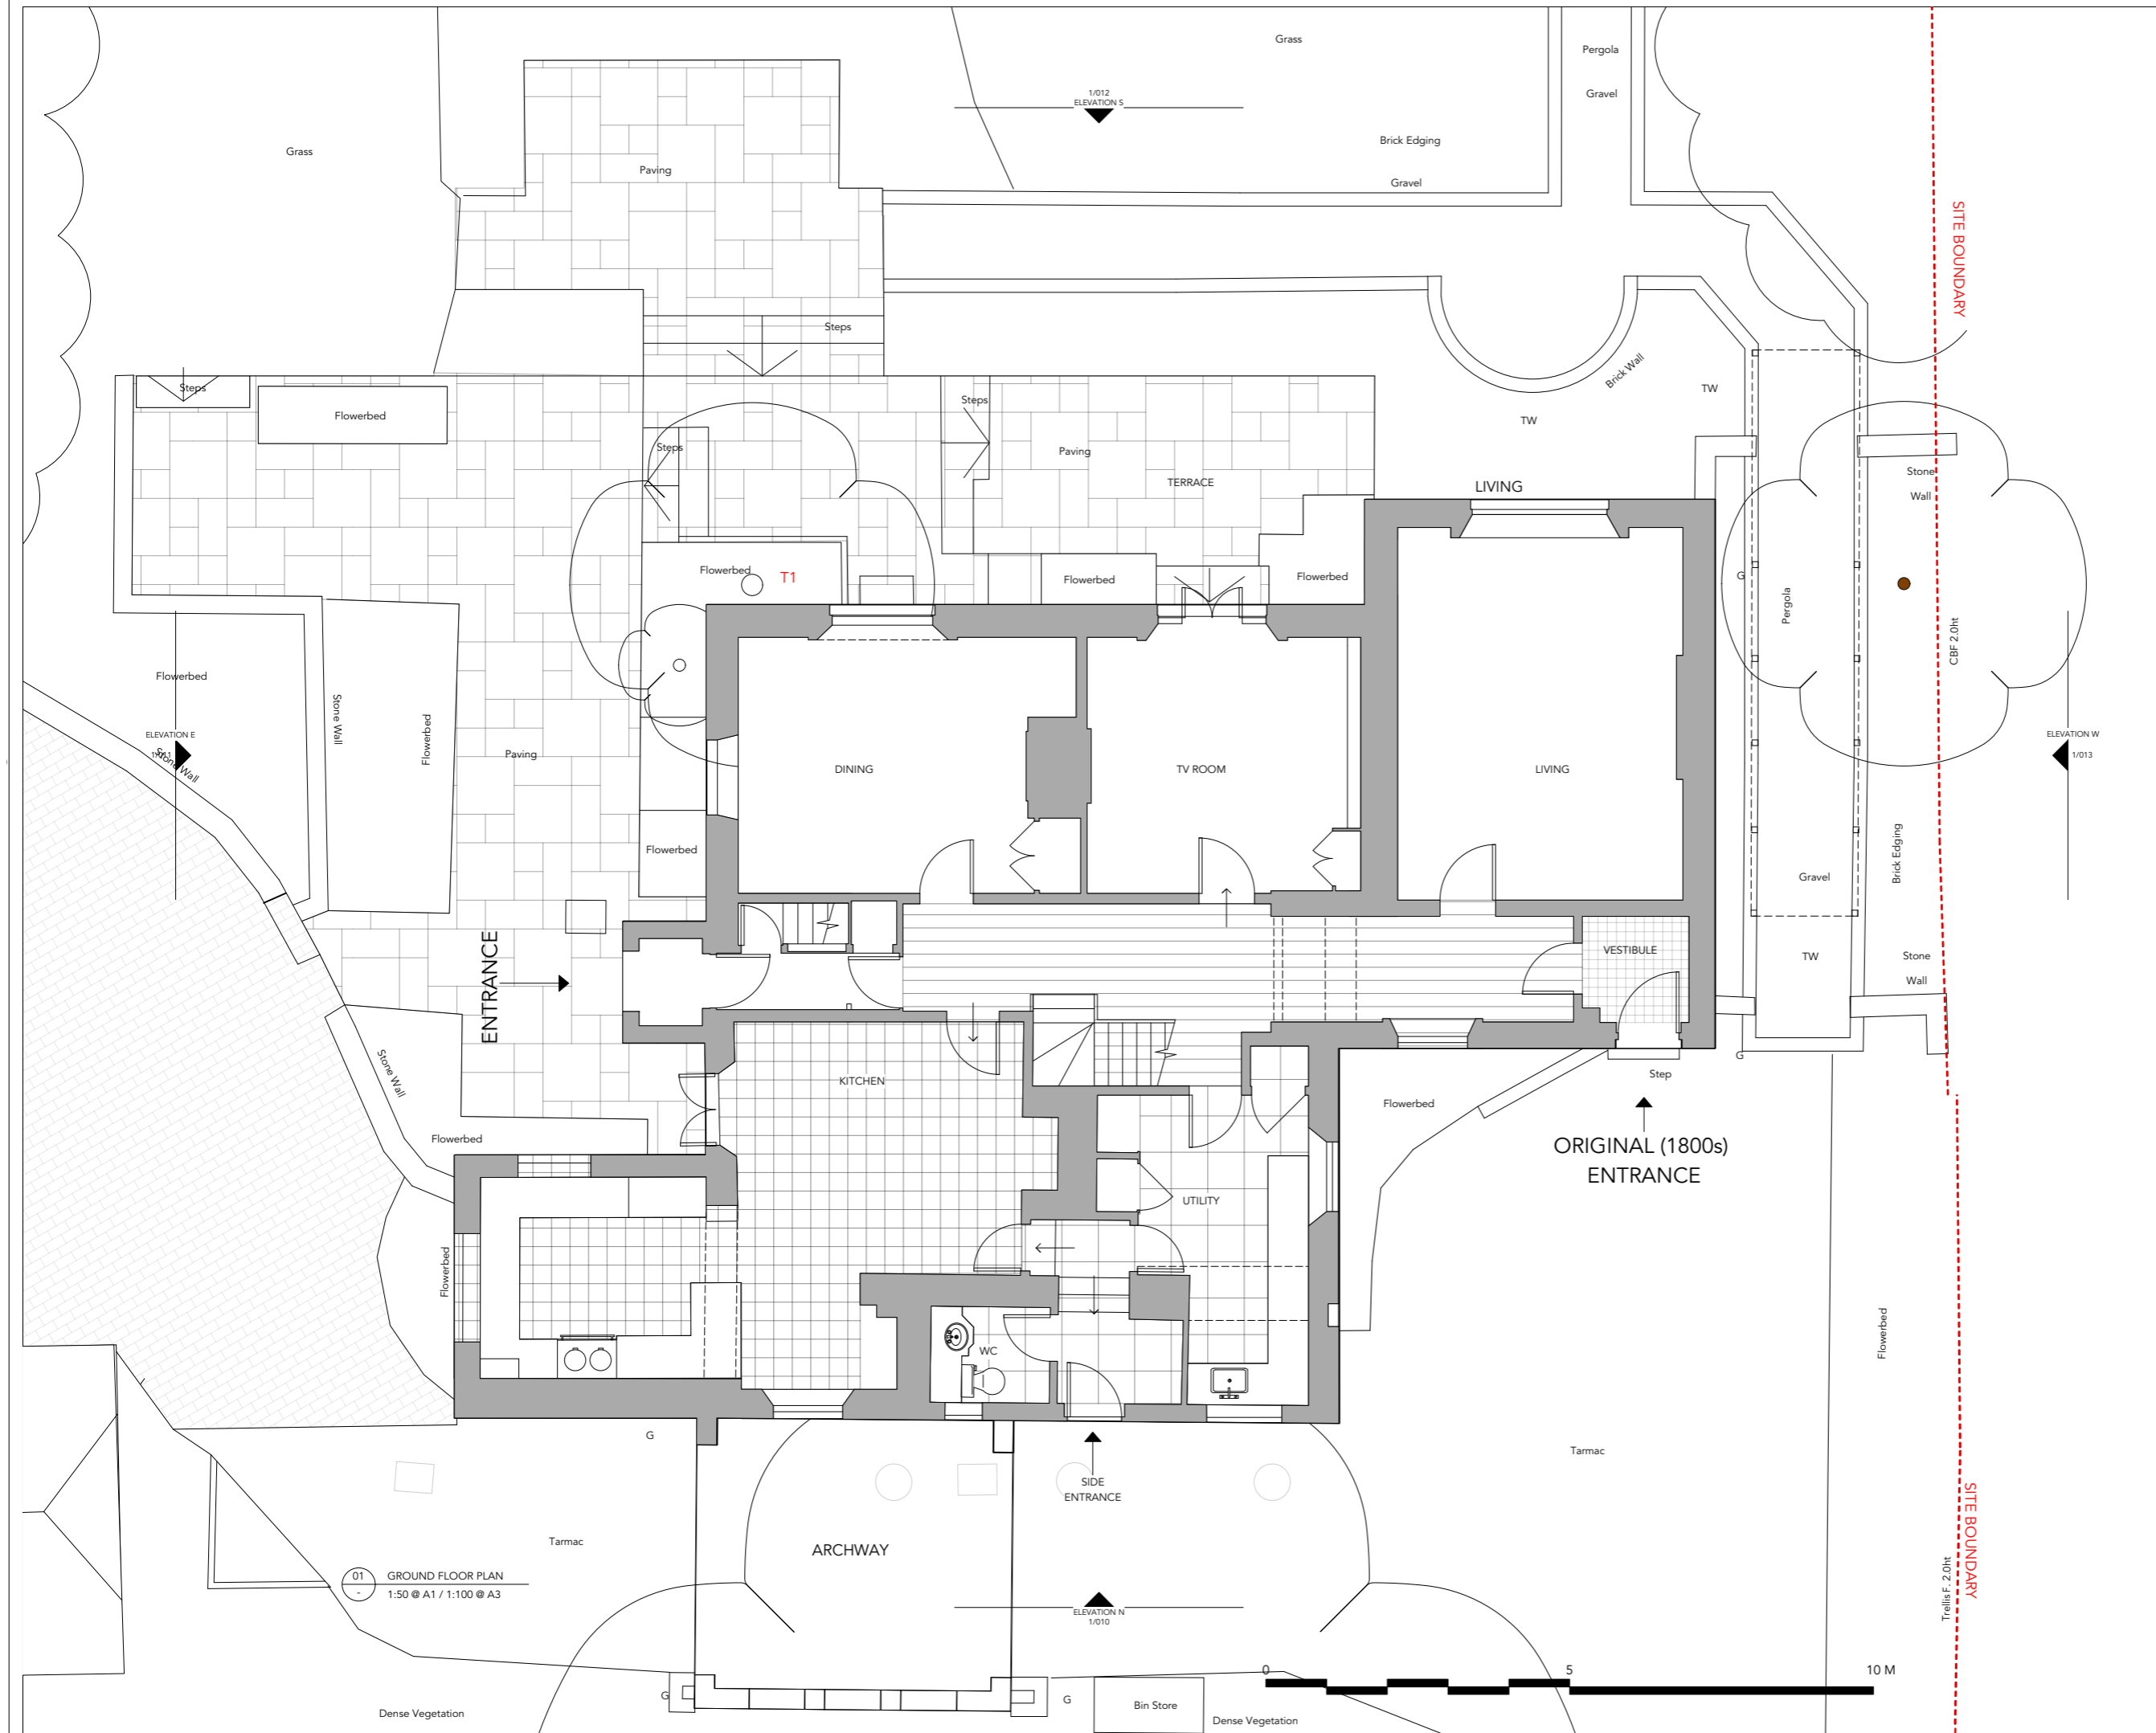 Grass
Pergola
Gravel
1/012
ELEVATION S
Brick Edging
Gravel
Grass
Paving
SITE BOUNDARY
Steps
Steps
Flowerbed
Steps
Steps
Paving
TERRACE
Brick Wall
TW
TW
LIVING
Stone
Wall
Flowerbed
T1
Flowerbed
Flowerbed
G
Pergola
CBF 2.0ht
Flowerbed
Stone Wall
Flowerbed
ELEVATION E
Stone Wall
Paving
DINING
TV ROOM
LIVING
ELEVATION W
1/013
Flowerbed
Brick Edging
Gravel
ENTRANCE
VESTIBULE
TW
Stone
Wall
Stone Wall
KITCHEN
G
Step
Flowerbed
Flowerbed
ORIGINAL (1800s)
ENTRANCE
UTILITY
Flowerbed
WC
Flowerbed
G
Tarmac
SIDE
ENTRANCE
SITE BOUNDARY
Tarmac
ARCHWAY
01
-
GROUND FLOOR PLAN
1:50 @ A1 / 1:100 @ A3
Trellis F. 2.0ht
ELEVATION N
1/010
0
5
10 M
G
G
Bin Store
Dense Vegetation
Dense Vegetation